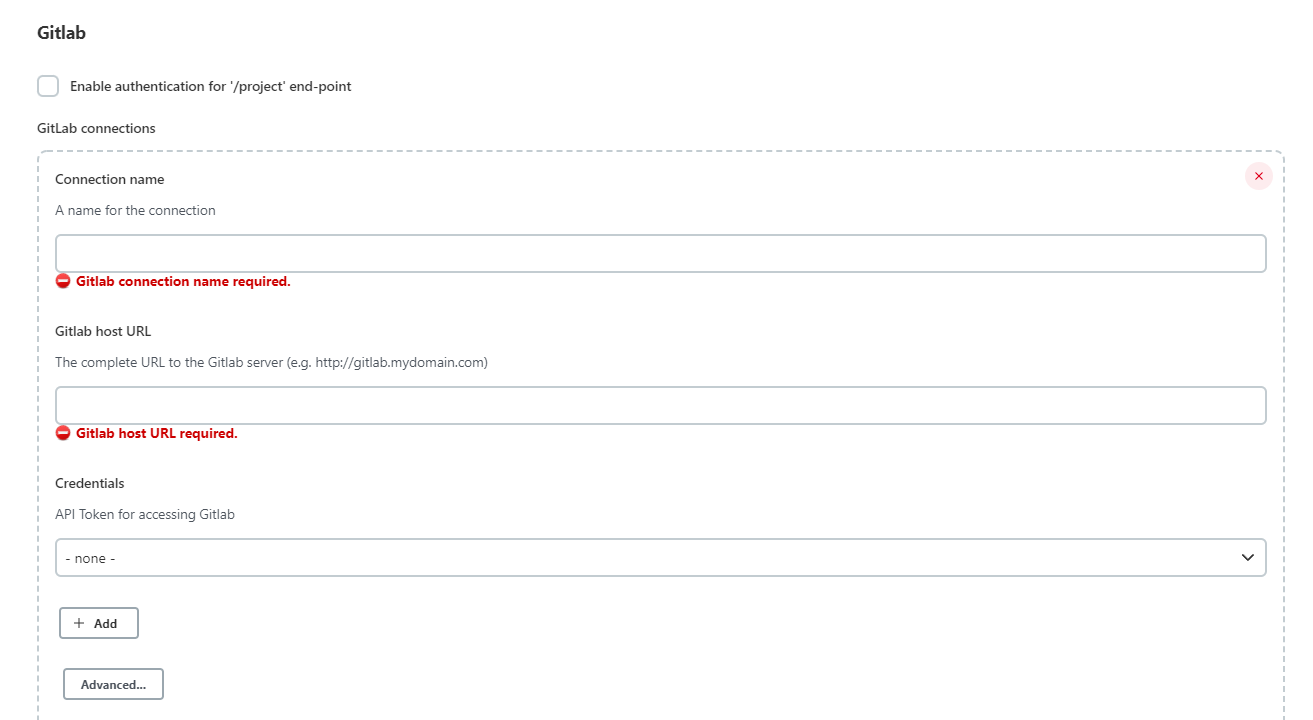 Gitlab
Enable authentication for '/project' end-point
GitLab connections
Connection name
A name for the connection
Gitlab connection name required.
Gitlab host URL
The complete URL to the Gitlab server (e.g. http://gitlab.mydomain.com)
Gitlab host URL required.
Credentials
API Token for accessing Gitlab
- none -
Add
Advanced...